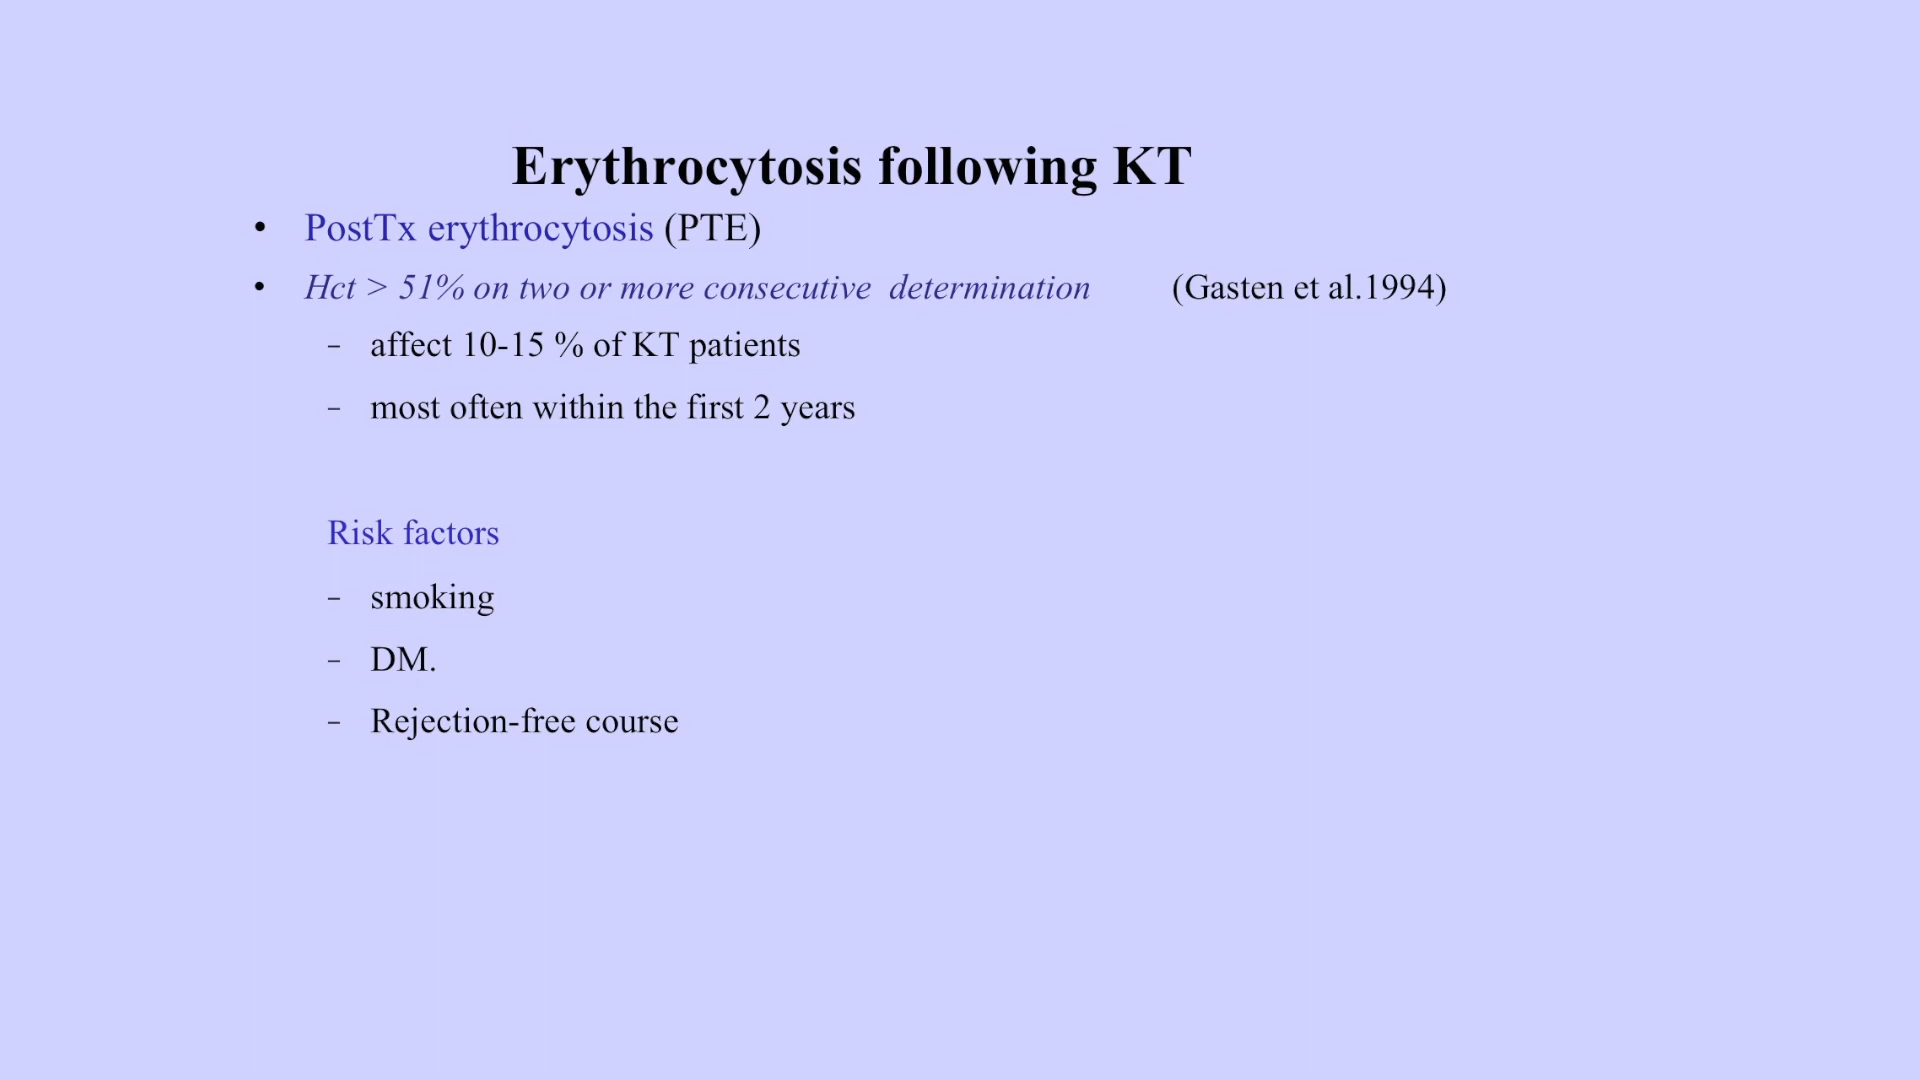 Erythrocytosis following KT
• PostTx erythrocytosis (PTE)
• Hct > 51% on two or more consecutive determination (Gasten et al.1994)
– affect 10-15 % of KT patients
– most often within the first 2 years
Risk factors
– smoking
– DM.
– Rejection-free course